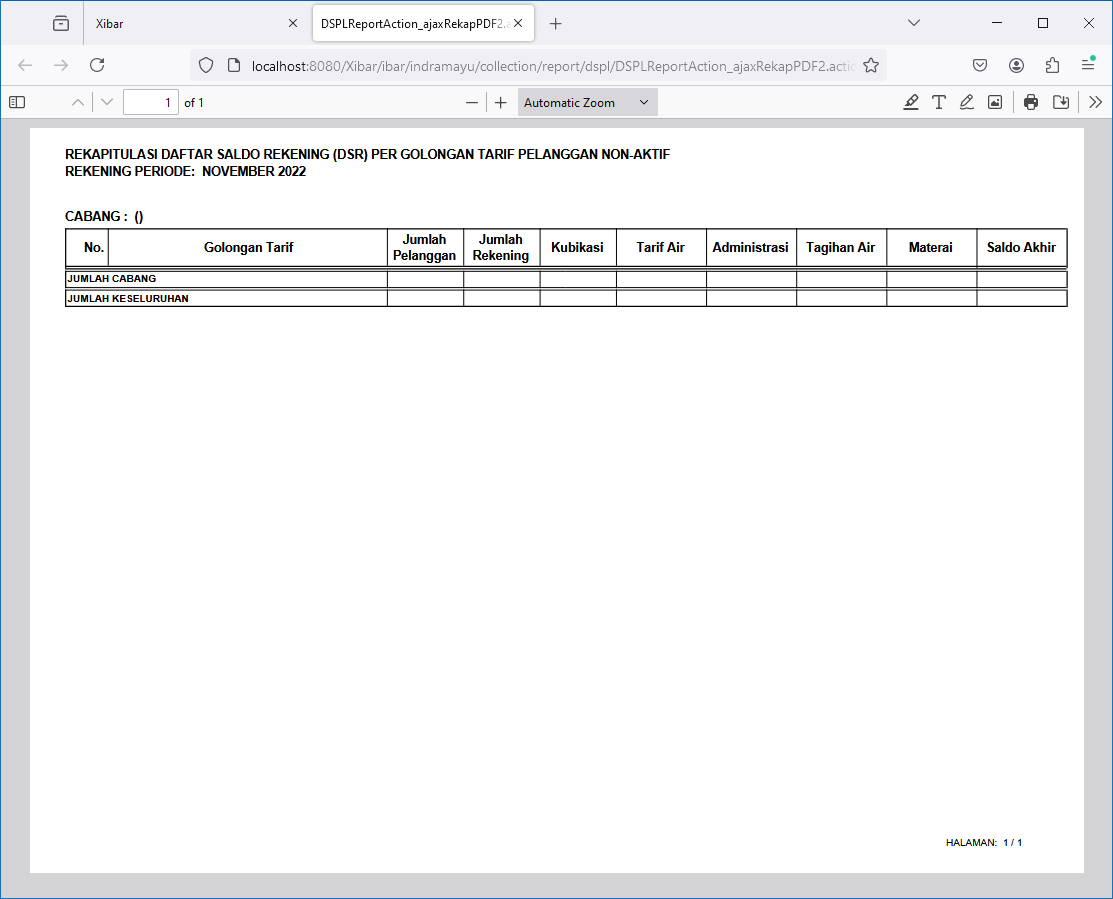 Xibar
DSPLReportAction_ajaxRekapPDF2.a
localhost:8080/Xibar/ibar/indramayu/collection/report/dspl/DSPLReportAction_ajaxRekapPDF2.actio
1 of 1
Automatic Zoom
REKAPITULASI DAFTAR SALDO REKENING (DSR) PER GOLONGAN TARIF PELANGGAN NON-AKTIF
REKENING PERIODE: NOVEMBER 2022
CABANG : ()
No. Golongan Tarif Jumlah Pelanggan Jumlah Rekening Kubikasi Tarif Air Administrasi Tagihan Air Materai Saldo Akhir
JUMLAH CABANG
JUMLAH KESELURUHAN
HALAMAN: 1 / 1